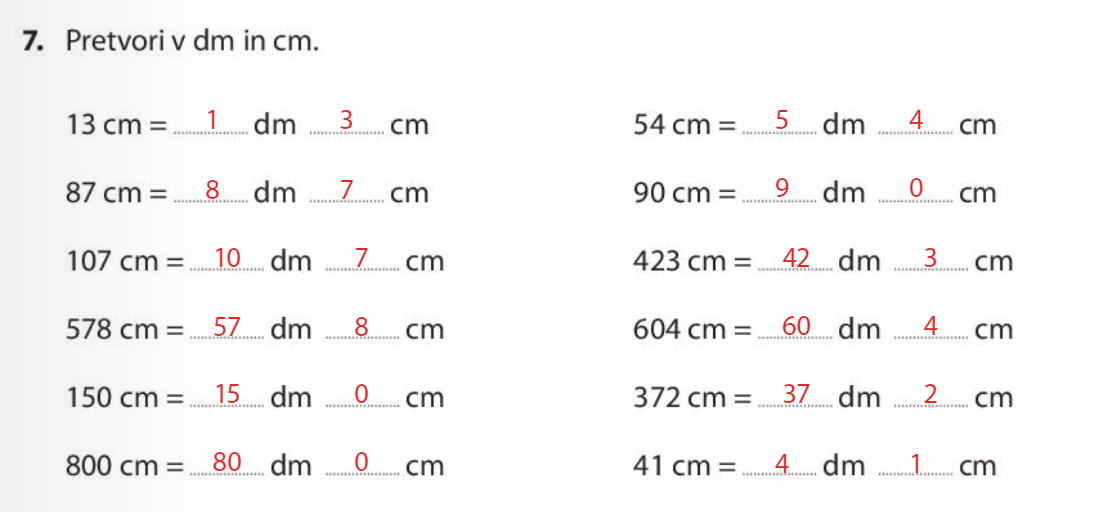 7. Pretvori v dm in cm.
13 cm = 1 dm 3 cm
54 cm = 5 dm 4 cm
87 cm = 8 dm 7 cm
90 cm = 9 dm 0 cm
107 cm = 10 dm 7 cm
423 cm = 42 dm 3 cm
578 cm = 57 dm 8 cm
604 cm = 60 dm 4 cm
150 cm = 15 dm 0 cm
372 cm = 37 dm 2 cm
800 cm = 80 dm 0 cm
41 cm = 4 dm 1 cm